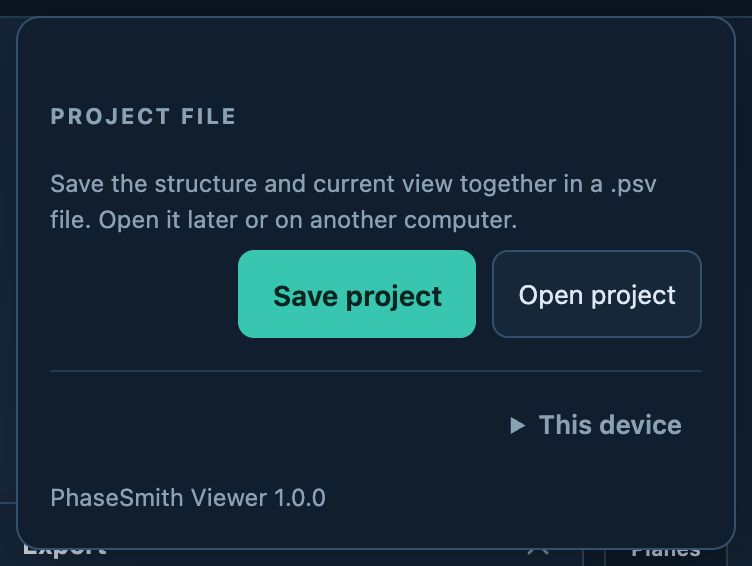 PROJECT FILE
Save the structure and current view together in a .psv
file. Open it later or on another computer.
Save project
Open project
▶ This device
PhaseSmith Viewer 1.0.0
Export
Planes